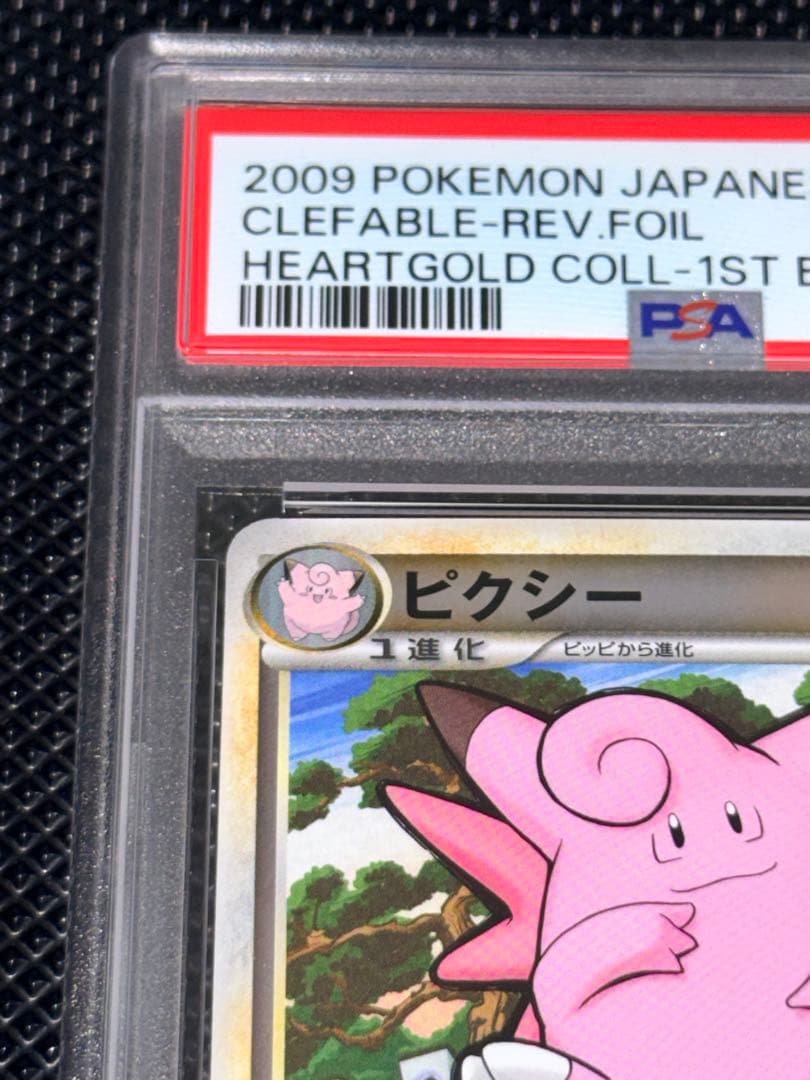 2009 POKEMON JAPANE
CLEFABLE-REV.FOIL
HEARTGOLD COLL-1ST E
PSA
ピクシー
1進化
ピッピから進化